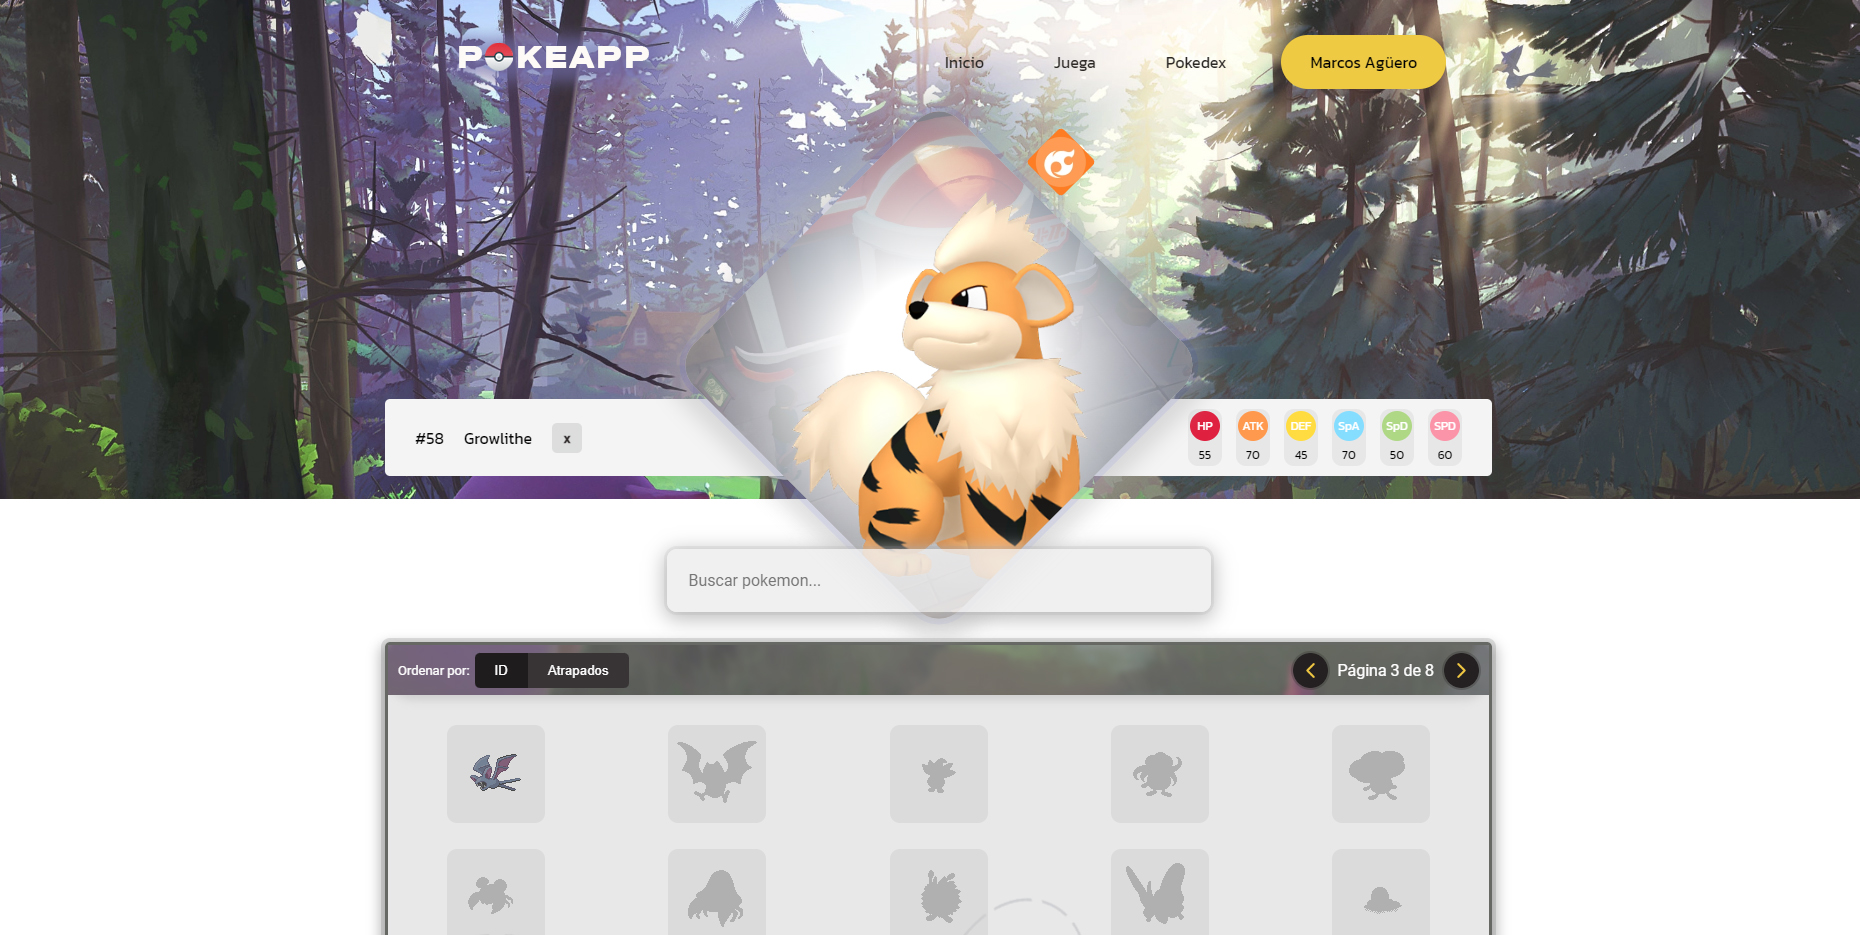 POKEAPP
Inicio
Juega
Pokedex
Marcos Agüero
#58
Growlithe
x
HP
ATK
DEF
SpA
SpD
SPD
55
70
45
70
50
60
Buscar pokemon...
Ordenar por:
ID
Atrapados
Página 3 de 8